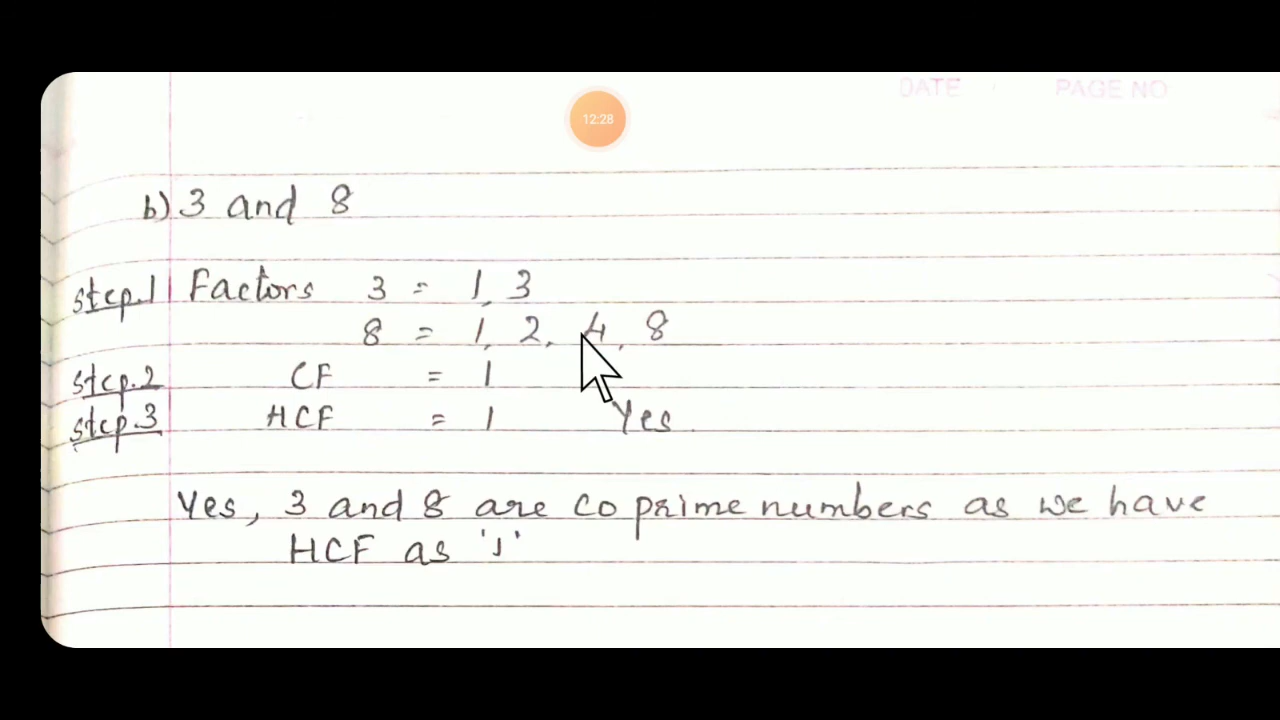 DATE PAGE NO
12:28
b) 3 and 8
Step.1 Factors 3 = 1, 3
8 = 1, 2, 4, 8
Step.2 CF = 1
Step.3 HCF = 1 Yes
Yes, 3 and 8 are co prime numbers as we have
HCF as '1'